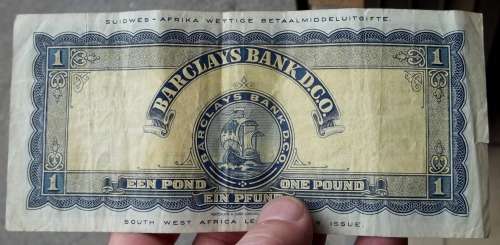 SUIDWES-AFRIKA WETTIGE BETAALMIDDELUITGIFTE.
1 1
BARCLAYS BANK D.C.O.
BARCLAYS BANK D.C.O.
EEN POND ONE POUND
1 EIN PFUND 1
SOUTH WEST AFRICA ISSUE.